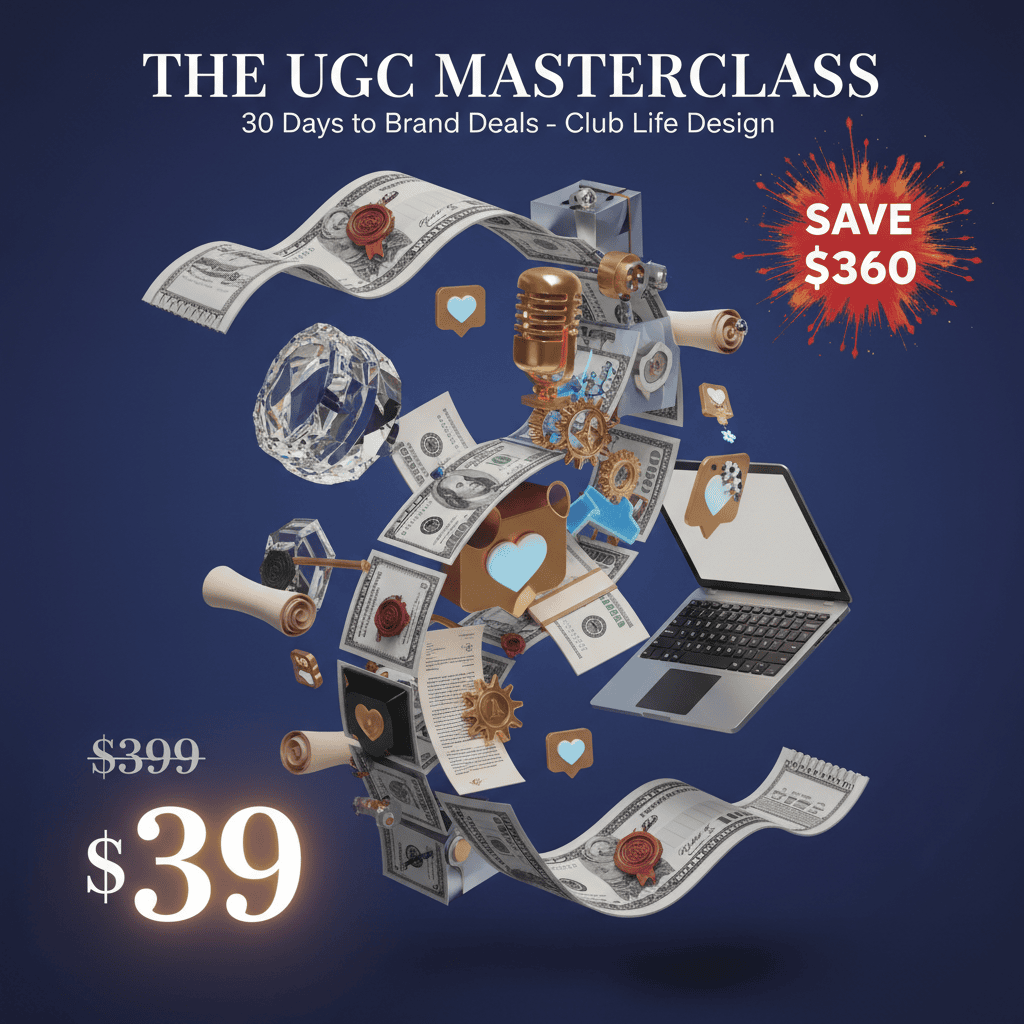 THE UGC MASTERCLASS
30 Days to Brand Deals - Club Life Design
SAVE
$360
$399
$39